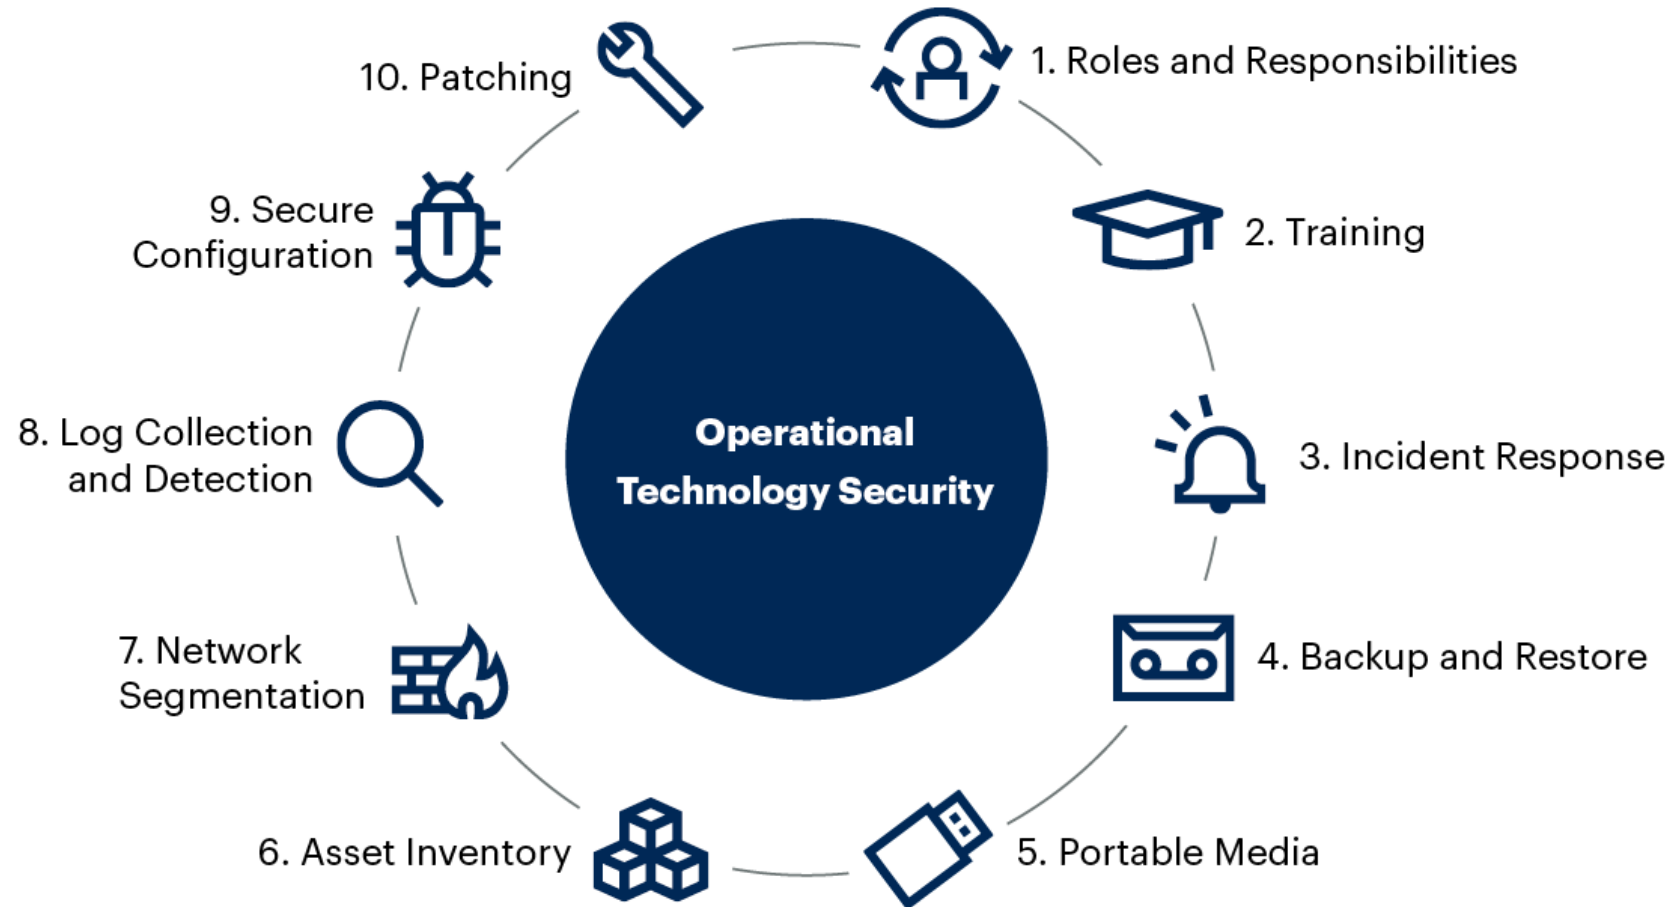 Operational
Technology Security
1. Roles and Responsibilities
2. Training
3. Incident Response
4. Backup and Restore
5. Portable Media
6. Asset Inventory
7. Network
Segmentation
8. Log Collection
and Detection
9. Secure
Configuration
10. Patching